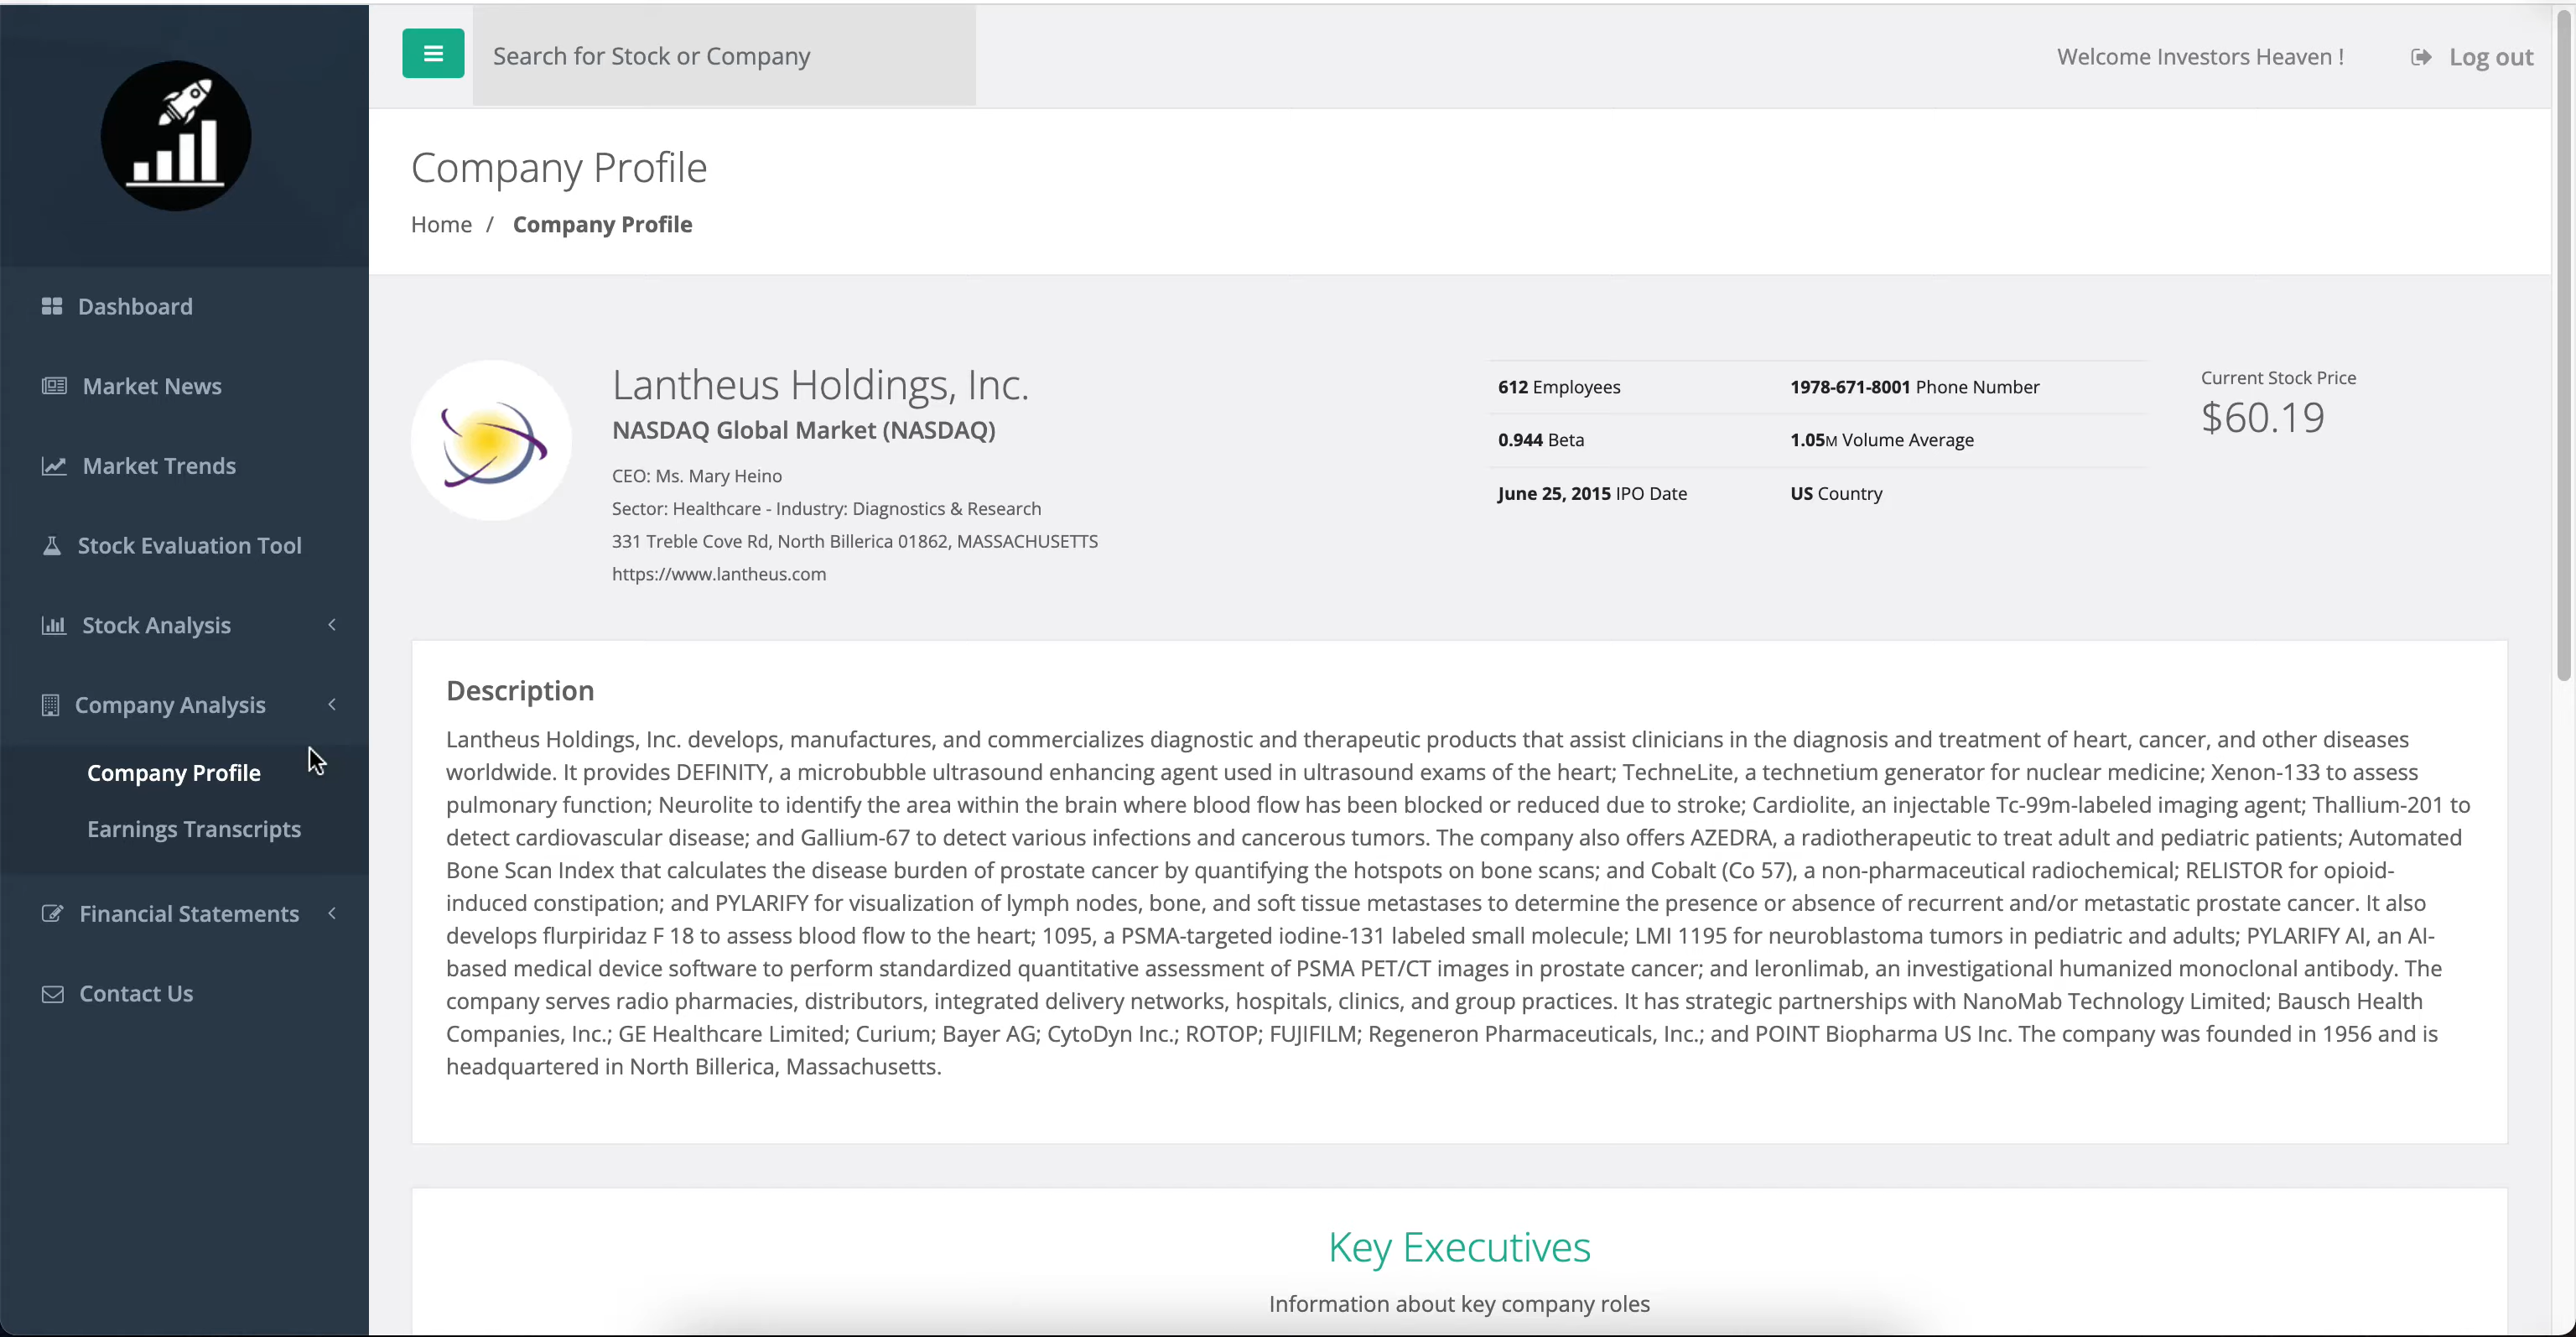 Search for Stock or Company
Welcome Investors Heaven !
Log out
Company Profile
Home / Company Profile
Dashboard
Market News
Market Trends
Stock Evaluation Tool
Stock Analysis
Company Analysis
Company Profile
Earnings Transcripts
Financial Statements
Contact Us
Lantheus Holdings, Inc.
NASDAQ Global Market (NASDAQ)
CEO: Ms. Mary Heino
Sector: Healthcare - Industry: Diagnostics & Research
331 Treble Cove Rd, North Billerica 01862, MASSACHUSETTS
https://www.lantheus.com
612 Employees
1978-671-8001 Phone Number
0.944 Beta
1.05M Volume Average
June 25, 2015 IPO Date
US Country
Current Stock Price
$60.19
Description
Lantheus Holdings, Inc. develops, manufactures, and commercializes diagnostic and therapeutic products that assist clinicians in the diagnosis and treatment of heart, cancer, and other diseases
worldwide. It provides DEFINITY, a microbubble ultrasound enhancing agent used in ultrasound exams of the heart; TechneLite, a technetium generator for nuclear medicine; Xenon-133 to assess
pulmonary function; Neurolite to identify the area within the brain where blood flow has been blocked or reduced due to stroke; Cardiolite, an injectable Tc-99m-labeled imaging agent; Thallium-201 to
detect cardiovascular disease; and Gallium-67 to detect various infections and cancerous tumors. The company also offers AZEDRA, a radiotherapeutic to treat adult and pediatric patients; Automated
Bone Scan Index that calculates the disease burden of prostate cancer by quantifying the hotspots on bone scans; and Cobalt (Co 57), a non-pharmaceutical radiochemical; RELISTOR for opioid-
induced constipation; and PYLARIFY for visualization of lymph nodes, bone, and soft tissue metastases to determine the presence or absence of recurrent and/or metastatic prostate cancer. It also
develops flurpiridaz F 18 to assess blood flow to the heart; 1095, a PSMA-targeted iodine-131 labeled small molecule; LMI 1195 for neuroblastoma tumors in pediatric and adults; PYLARIFY AI, an AI-
based medical device software to perform standardized quantitative assessment of PSMA PET/CT images in prostate cancer; and leronlimab, an investigational humanized monoclonal antibody. The
company serves radio pharmacies, distributors, integrated delivery networks, hospitals, clinics, and group practices. It has strategic partnerships with NanoMab Technology Limited; Bausch Health
Companies, Inc.; GE Healthcare Limited; Curium; Bayer AG; CytoDyn Inc.; ROTOP; FUJIFILM; Regeneron Pharmaceuticals, Inc.; and POINT Biopharma US Inc. The company was founded in 1956 and is
headquartered in North Billerica, Massachusetts.
Key Executives
Information about key company roles